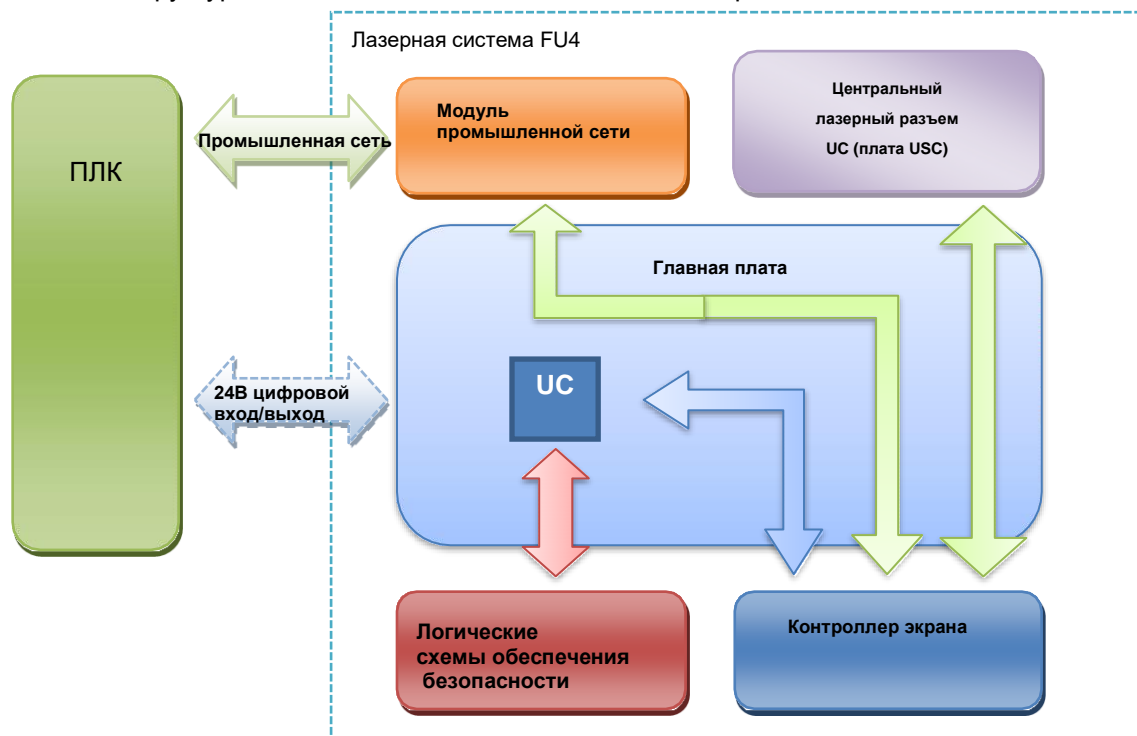 Лазерная система FU4
ПЛК
Промышленная сеть
Модуль
промышленной сети
Центральный
лазерный разъем
UC (плата USC)
Главная плата
24В цифровой
вход/выход
UC
Логические
схемы обеспечения
безопасности
Контроллер экрана